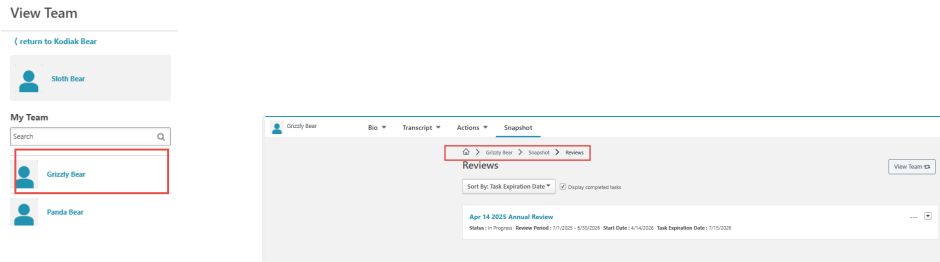 View Team
⟨ return to Kodiak Bear
Sloth Bear
My Team
Search
Grizzly Bear
Panda Bear
Grizzly Bear Bio Transcript Actions Snapshot
Grizzly Bear > Snapshot > Reviews
Reviews
View Team
Sort By: Task Expiration Date Display completed tasks
Apr 14 2025 Annual Review ---
Status : In Progress Review Period : 7/1/2025 - 6/30/2026 Start Date : 4/14/2026 Task Expiration Date : 7/15/2026